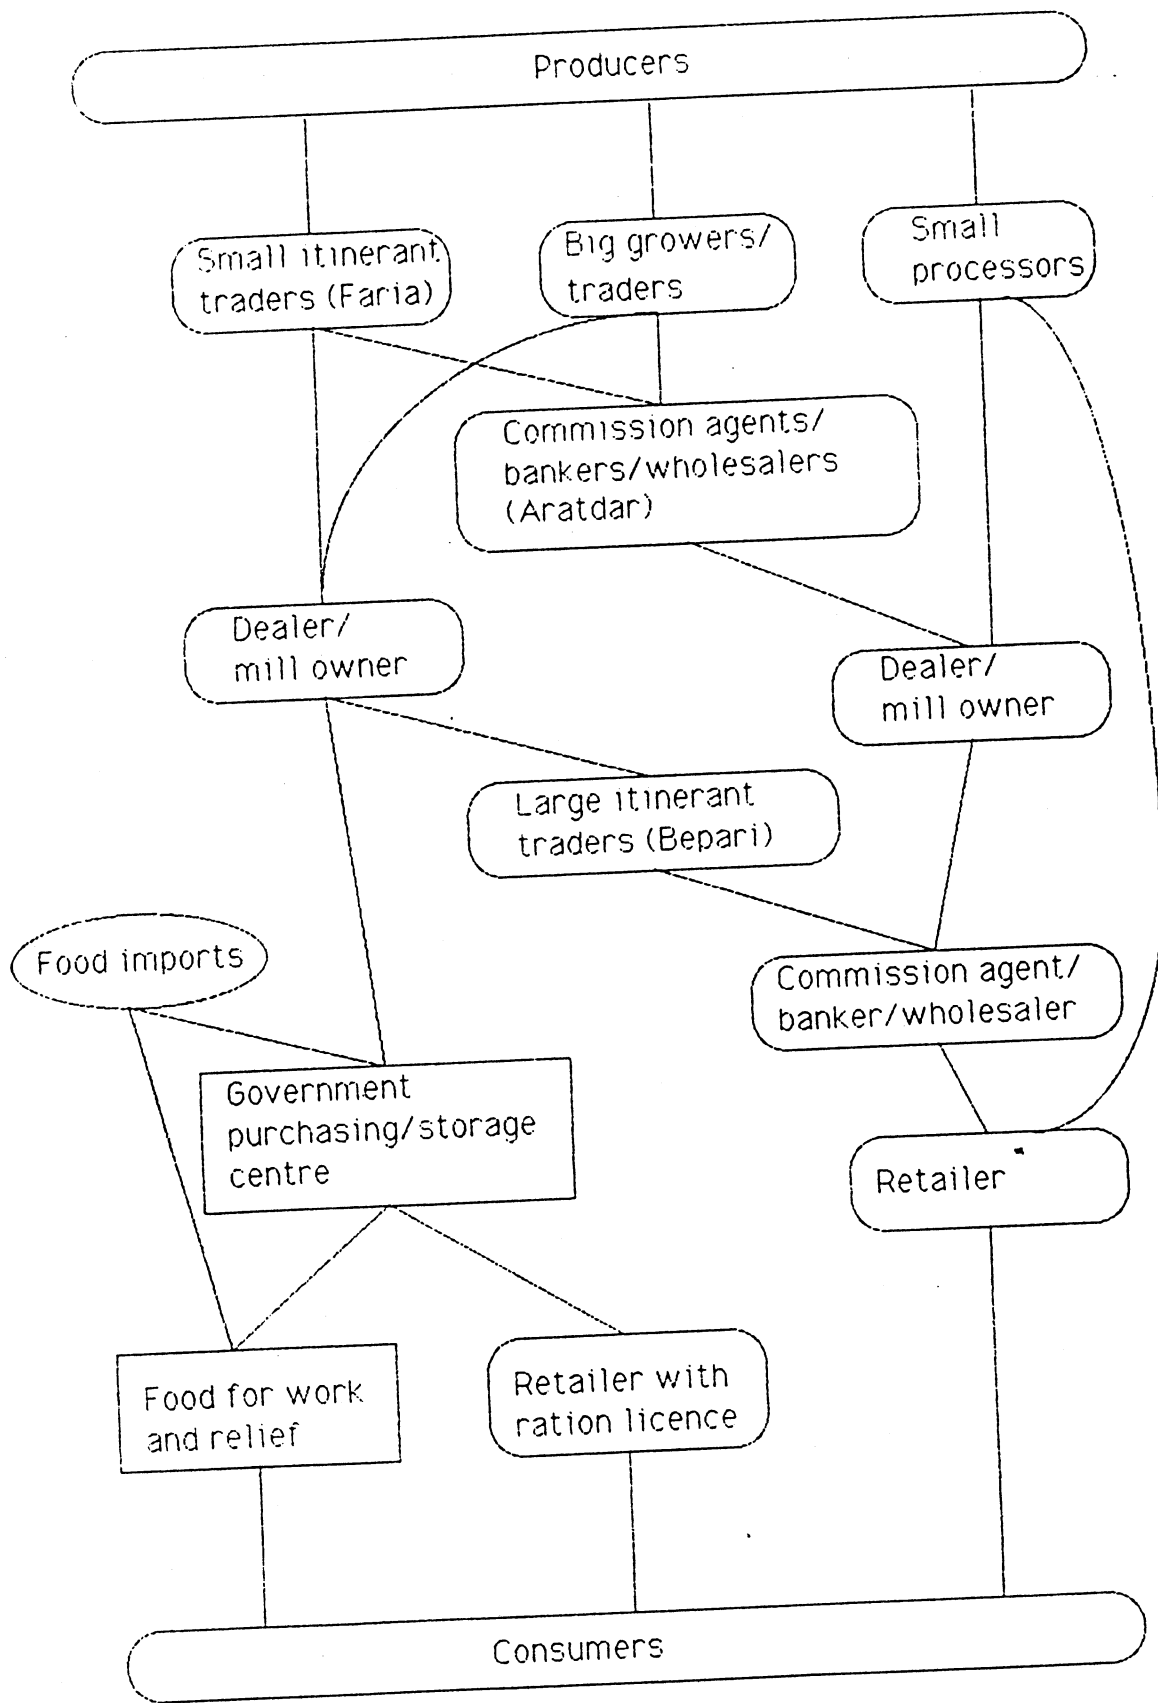 Producers
Small itinerant
traders (Faria)
Big growers/
traders
Small
processors
Commission agents/
bankers/wholesalers
(Aratdar)
Dealer/
mill owner
Dealer/
mill owner
Large itinerant
traders (Bepari)
Food imports
Commission agent/
banker/wholesaler
Government
purchasing/storage
centre
Retailer
Food for work
and relief
Retailer with
ration licence
Consumers